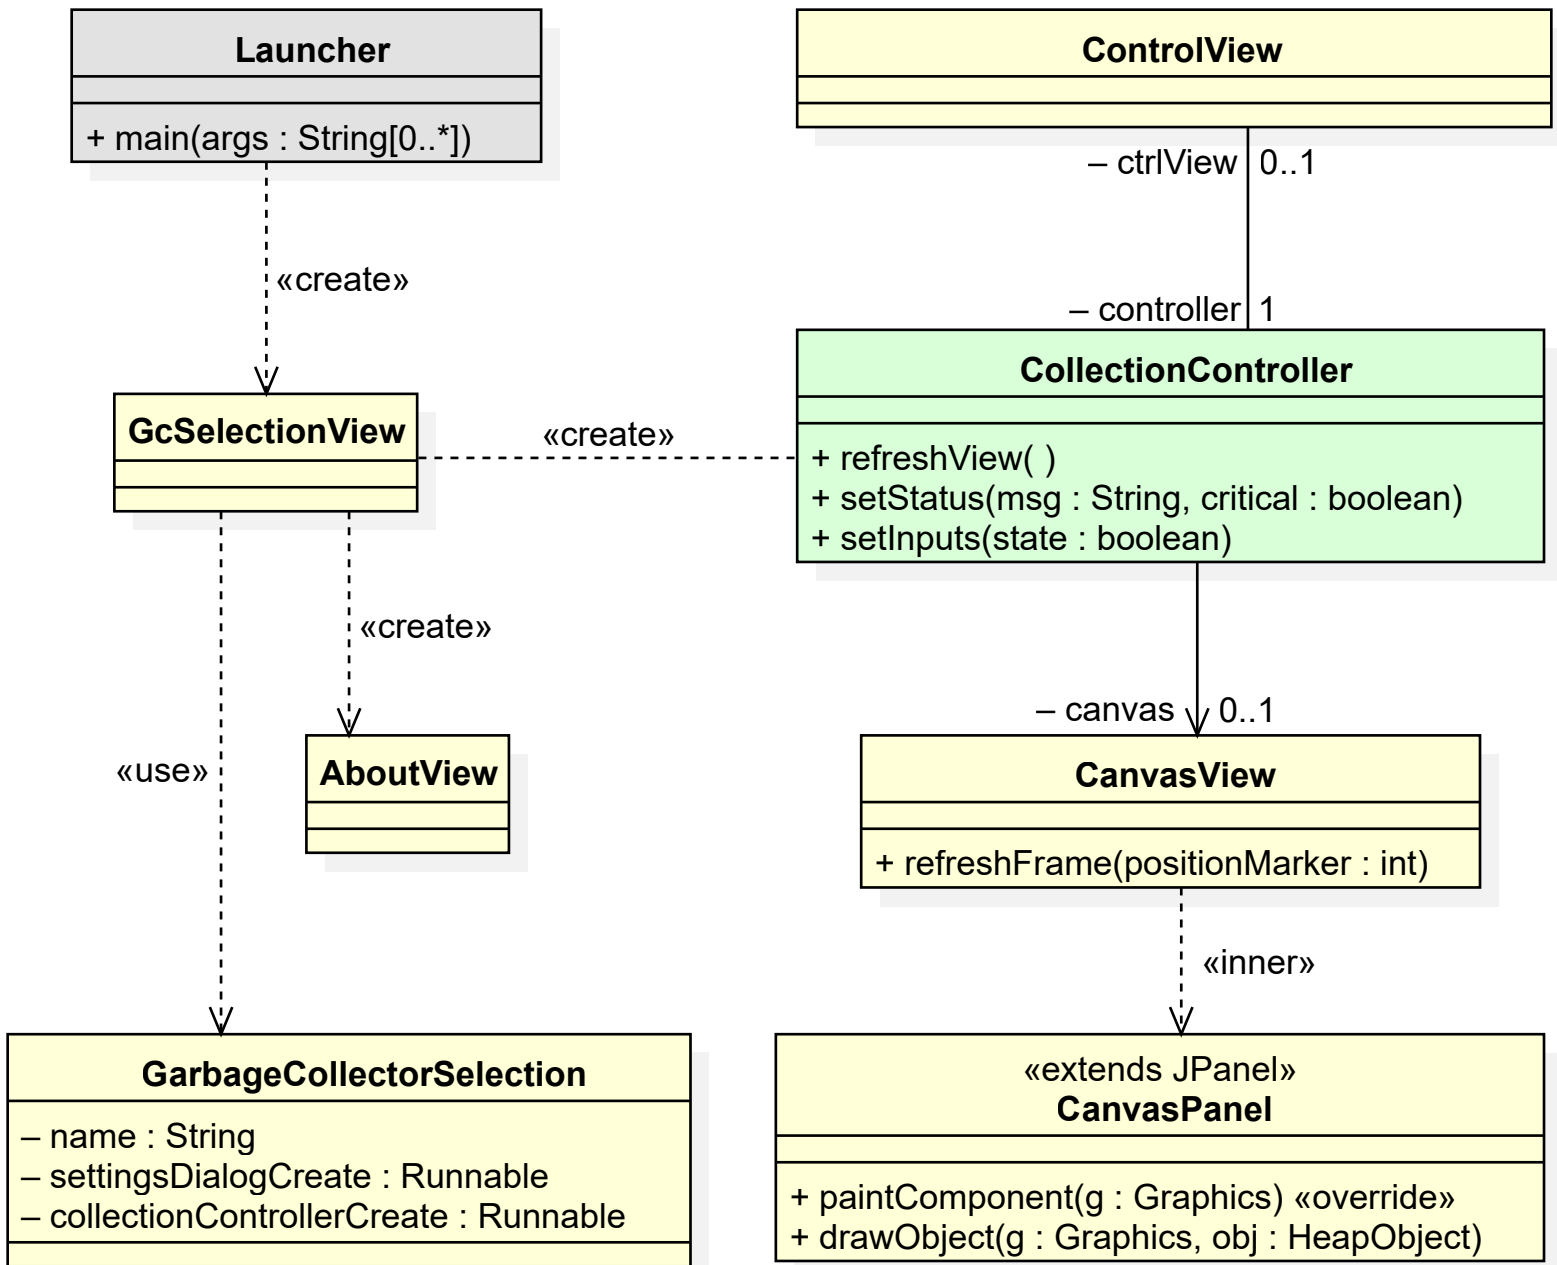 Launcher
+ main(args : String[0..*])
ControlView
– ctrlView 0..1
«create»
– controller 1
GcSelectionView
«create»
CollectionController
+ refreshView( )
+ setStatus(msg : String, critical : boolean)
+ setInputs(state : boolean)
«create»
– canvas 0..1
«use»
AboutView
CanvasView
+ refreshFrame(positionMarker : int)
«inner»
GarbageCollectorSelection
– name : String
– settingsDialogCreate : Runnable
– collectionControllerCreate : Runnable
«extends JPanel»
CanvasPanel
+ paintComponent(g : Graphics) «override»
+ drawObject(g : Graphics, obj : HeapObject)